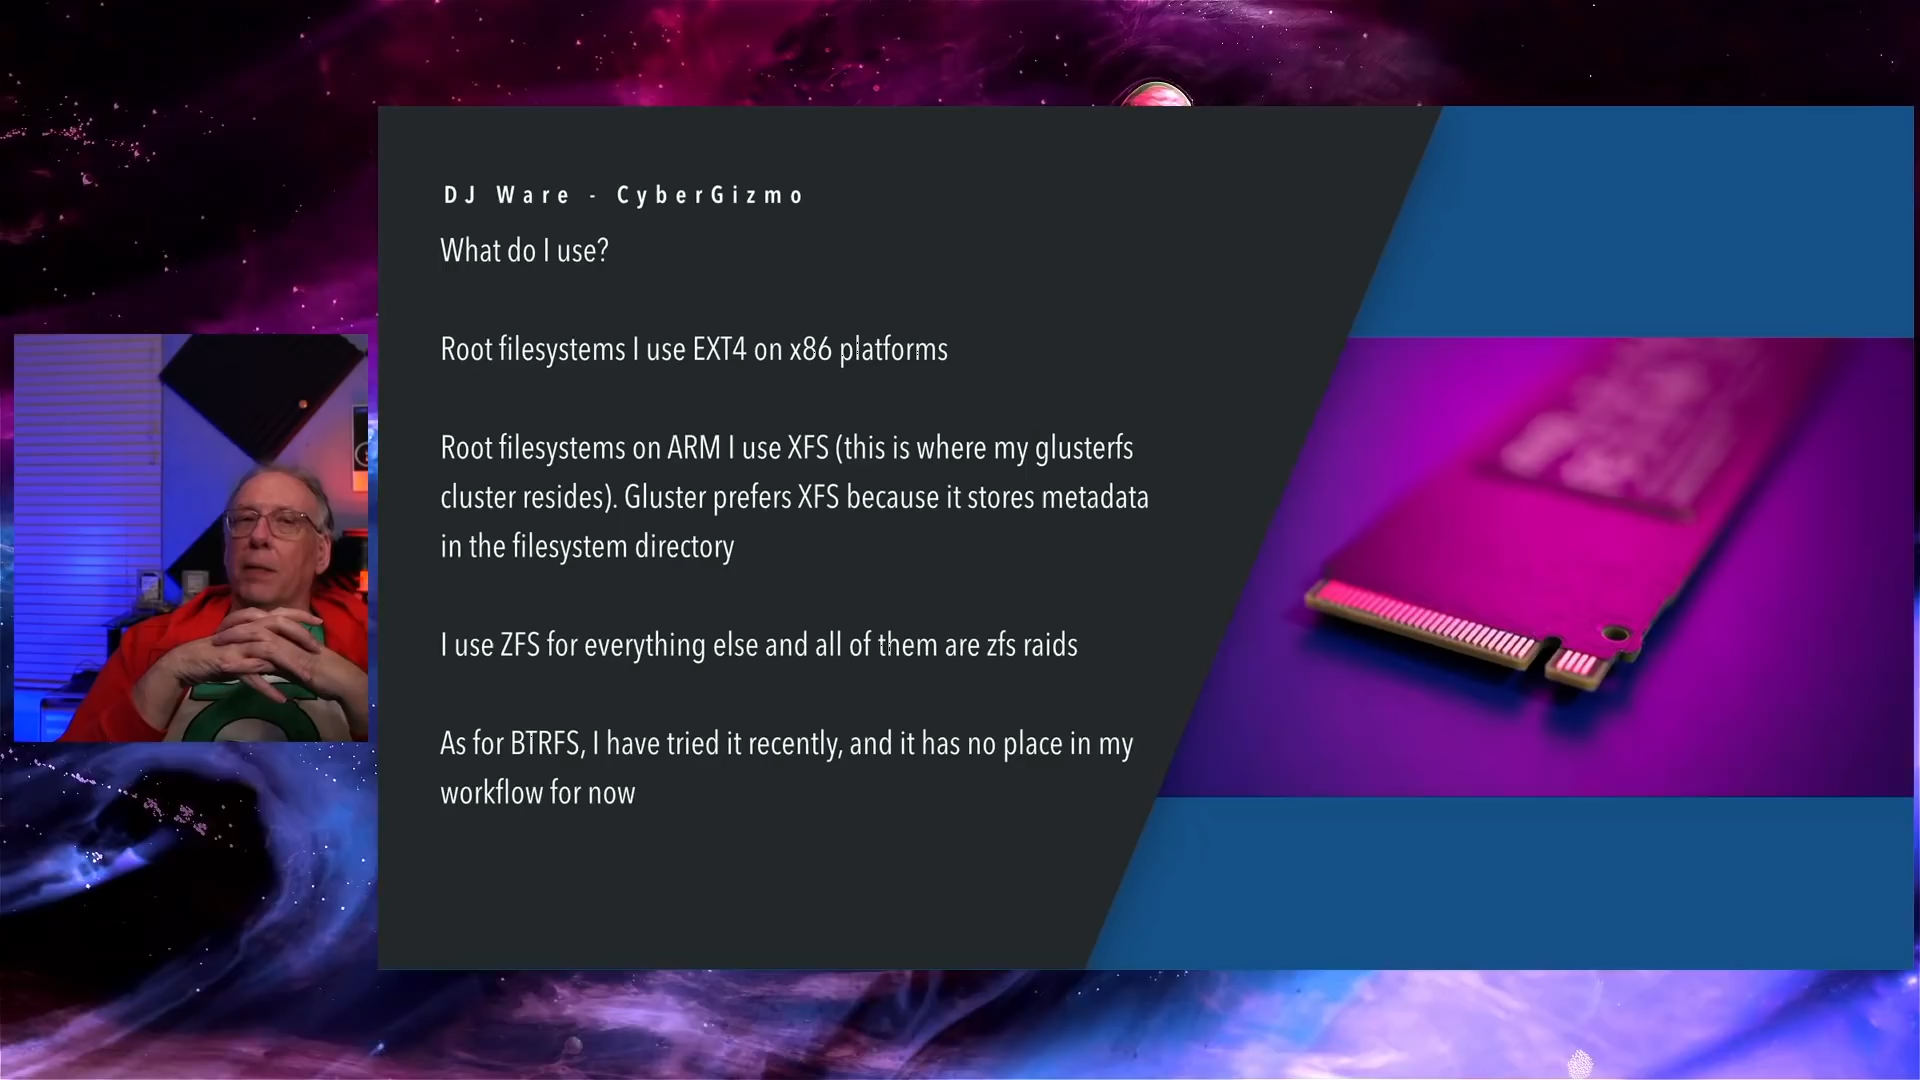 DJ Ware - CyberGizmo
What do I use?
Root filesystems I use EXT4 on x86 platforms
Root filesystems on ARM I use XFS (this is where my glusterfs
cluster resides). Gluster prefers XFS because it stores metadata
in the filesystem directory
I use ZFS for everything else and all of them are zfs raids
As for BTRFS, I have tried it recently, and it has no place in my
workflow for now